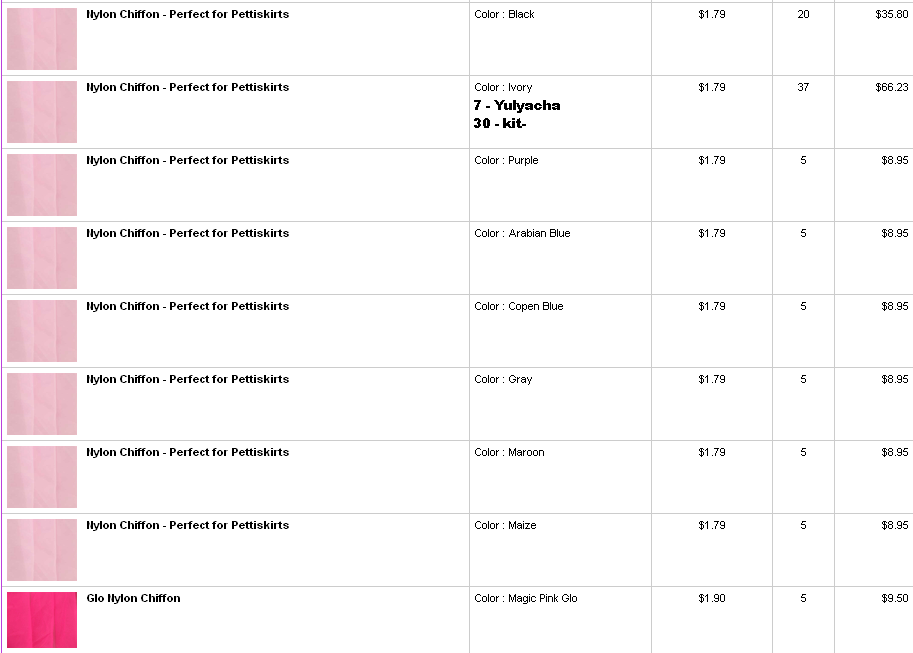 Nylon Chiffon - Perfect for Pettiskirts Color : Black $1.79 20 $35.80
Nylon Chiffon - Perfect for Pettiskirts Color : Ivory $1.79 37 $66.23
7 - Yulyacha
30 - kit-
Nylon Chiffon - Perfect for Pettiskirts Color : Purple $1.79 5 $8.95
Nylon Chiffon - Perfect for Pettiskirts Color : Arabian Blue $1.79 5 $8.95
Nylon Chiffon - Perfect for Pettiskirts Color : Copen Blue $1.79 5 $8.95
Nylon Chiffon - Perfect for Pettiskirts Color : Gray $1.79 5 $8.95
Nylon Chiffon - Perfect for Pettiskirts Color : Maroon $1.79 5 $8.95
Nylon Chiffon - Perfect for Pettiskirts Color : Maize $1.79 5 $8.95
Glo Nylon Chiffon Color : Magic Pink Glo $1.90 5 $9.50